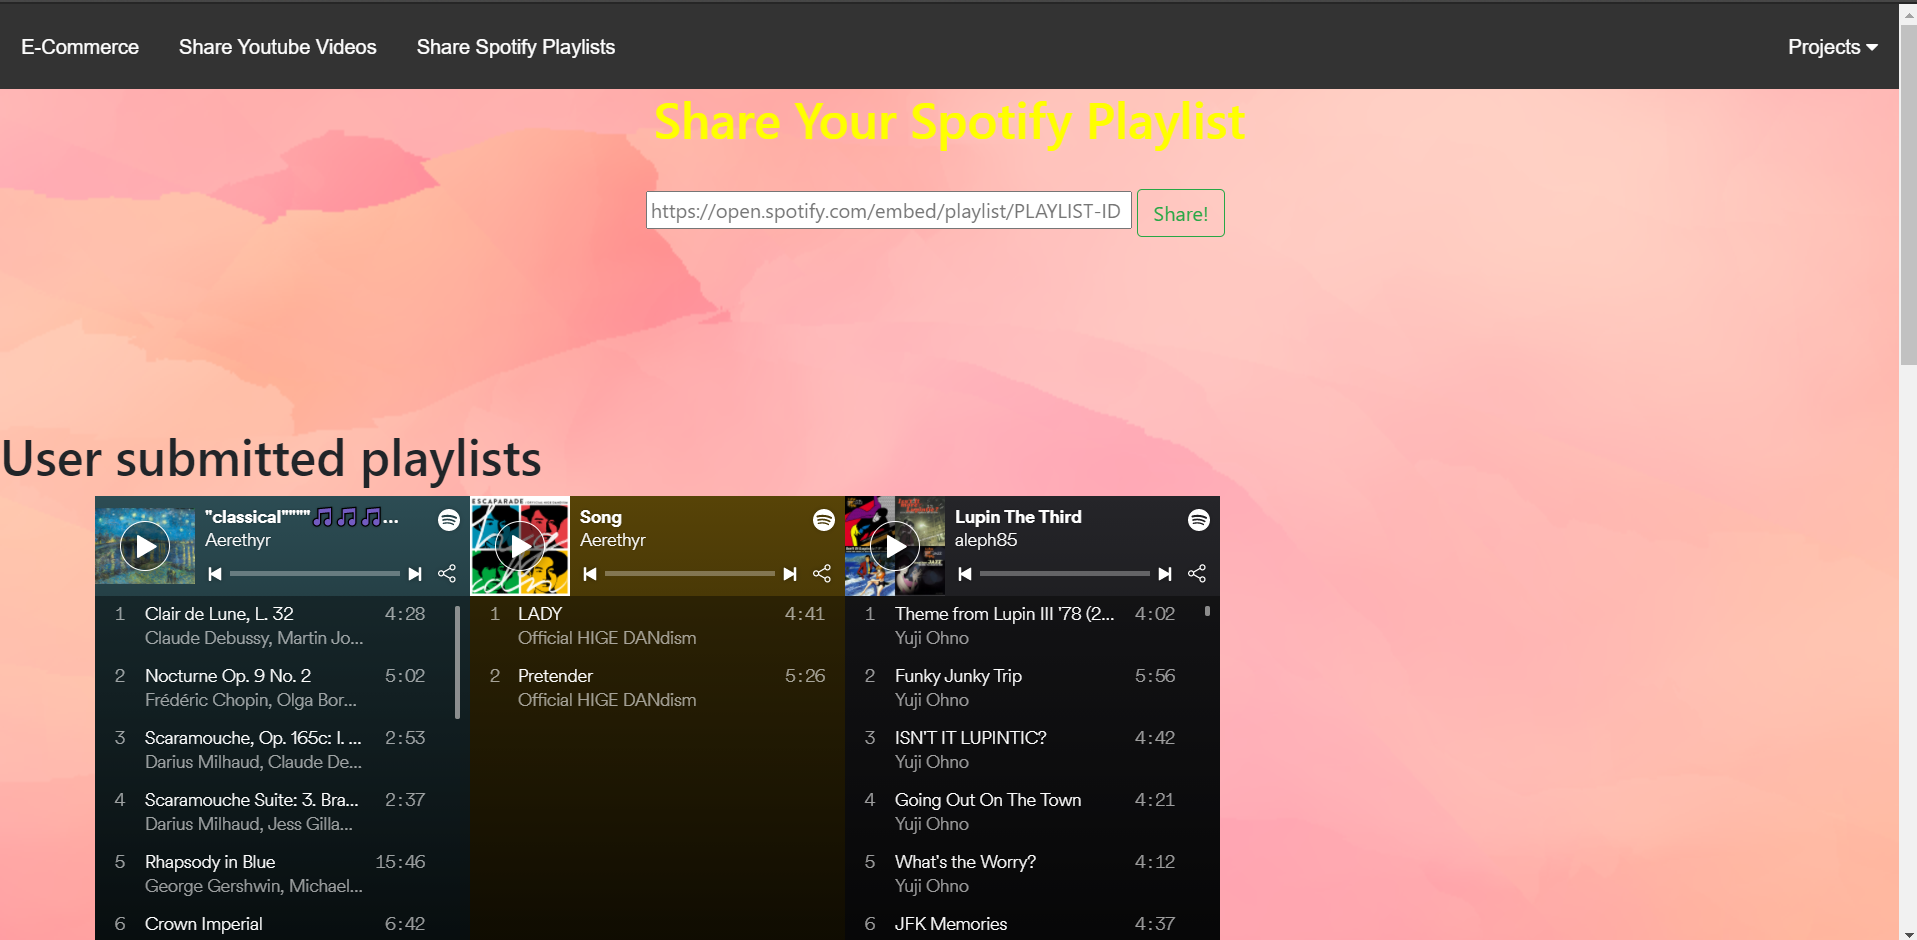 E-Commerce Share Youtube Videos Share Spotify Playlists Projects
Share Your Spotify Playlist
https://open.spotify.com/embed/playlist/PLAYLIST-ID Share!
User submitted playlists
"classical""""🎵🎵🎵...
Aerethyr
1 Clair de Lune, L. 32 4:28
Claude Debussy, Martin Jo...
2 Nocturne Op. 9 No. 2 5:02
Frédéric Chopin, Olga Bor...
3 Scaramouche, Op. 165c: I. ... 2:53
Darius Milhaud, Claude De...
4 Scaramouche Suite: 3. Bra... 2:37
Darius Milhaud, Jess Gilla...
5 Rhapsody in Blue 15:46
George Gershwin, Michael...
6 Crown Imperial 6:42
ESCAPARADE
Song
Aerethyr
1 LADY 4:41
Official HIGE DANdism
2 Pretender 5:26
Official HIGE DANdism
Lupin The Third
aleph85
1 Theme from Lupin III '78 (2... 4:02
Yuji Ohno
2 Funky Junky Trip 5:56
Yuji Ohno
3 ISN'T IT LUPINTIC? 4:42
Yuji Ohno
4 Going Out On The Town 4:21
Yuji Ohno
5 What's the Worry? 4:12
Yuji Ohno
6 JFK Memories 4:37